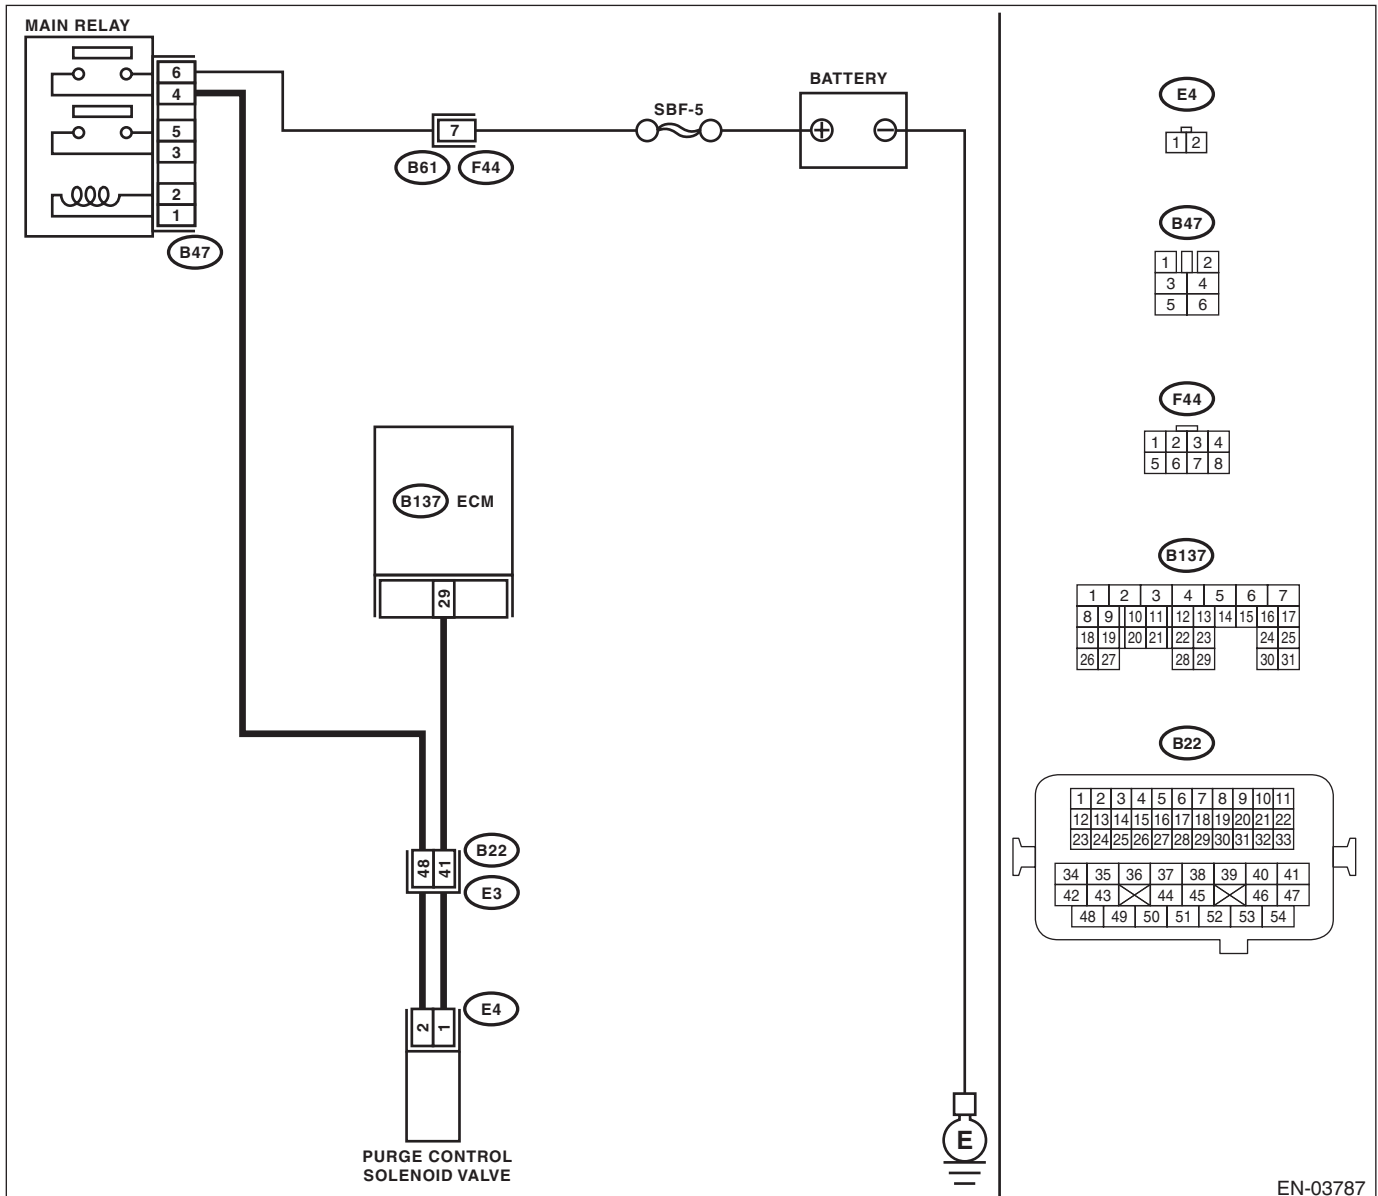 MAIN RELAY
6
4
5
3
2
1
B47
7
B61 F44
SBF-5
BATTERY
B137 ECM
29
48 41
B22
E3
E4
2 1
PURGE CONTROL
SOLENOID VALVE
E
E4
1 2
B47
1 2
3 4
5 6
F44
1 2 3 4
5 6 7 8
B137
1 2 3 4 5 6 7
8 9 10 11 12 13 14 15 16 17
18 19 20 21 22 23 24 25
26 27 28 29 30 31
B22
1 2 3 4 5 6 7 8 9 10 11
12 13 14 15 16 17 18 19 20 21 22
23 24 25 26 27 28 29 30 31 32 33
34 35 36 37 38 39 40 41
42 43 44 45 46 47
48 49 50 51 52 53 54
EN-03787